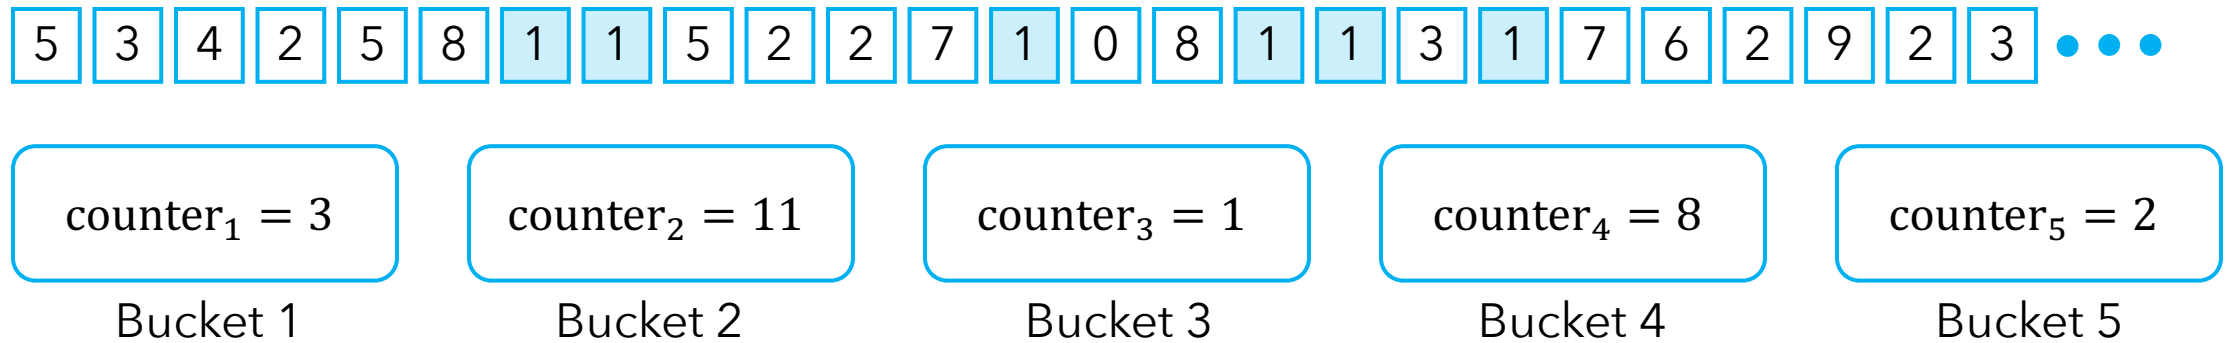 5 3 4 2 5 8 1 1 5 2 2 7 1 0 8 1 1 3 1 7 6 2 9 2 3 •••
counter₁ = 3 counter₂ = 11 counter₃ = 1 counter₄ = 8 counter₅ = 2
Bucket 1 Bucket 2 Bucket 3 Bucket 4 Bucket 5